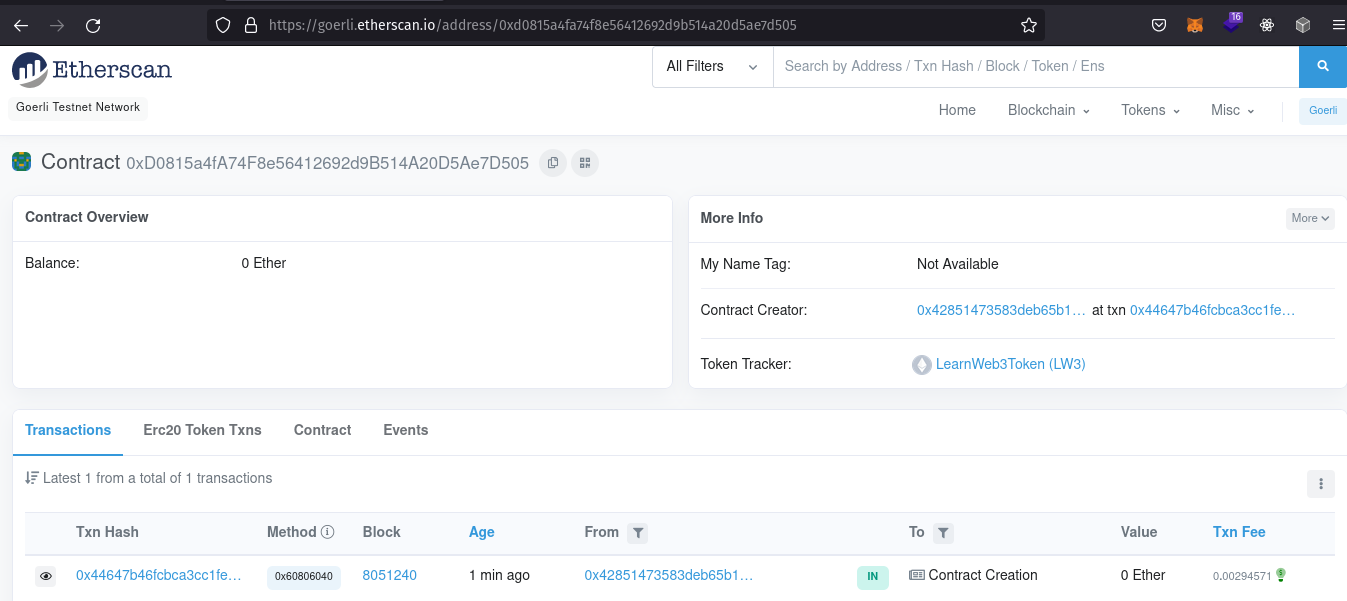 https://goerli.etherscan.io/address/0xd0815a4fa74f8e56412692d9b514a20d5ae7d505
16
Etherscan
All Filters
Search by Address / Txn Hash / Block / Token / Ens
Goerli Testnet Network
Home Blockchain Tokens Misc Goerli
Contract 0xD0815a4fA74F8e56412692d9B514A20D5Ae7D505
Contract Overview
Balance: 0 Ether
More Info More
My Name Tag: Not Available
Contract Creator: 0x42851473583deb65b1... at txn 0x44647b46fcbca3cc1fe...
Token Tracker: LearnWeb3Token (LW3)
Transactions Erc20 Token Txns Contract Events
Latest 1 from a total of 1 transactions
Txn Hash Method Block Age From To Value Txn Fee
0x44647b46fcbca3cc1fe... 0x60806040 8051240 1 min ago 0x42851473583deb65b1... IN Contract Creation 0 Ether 0.00294571